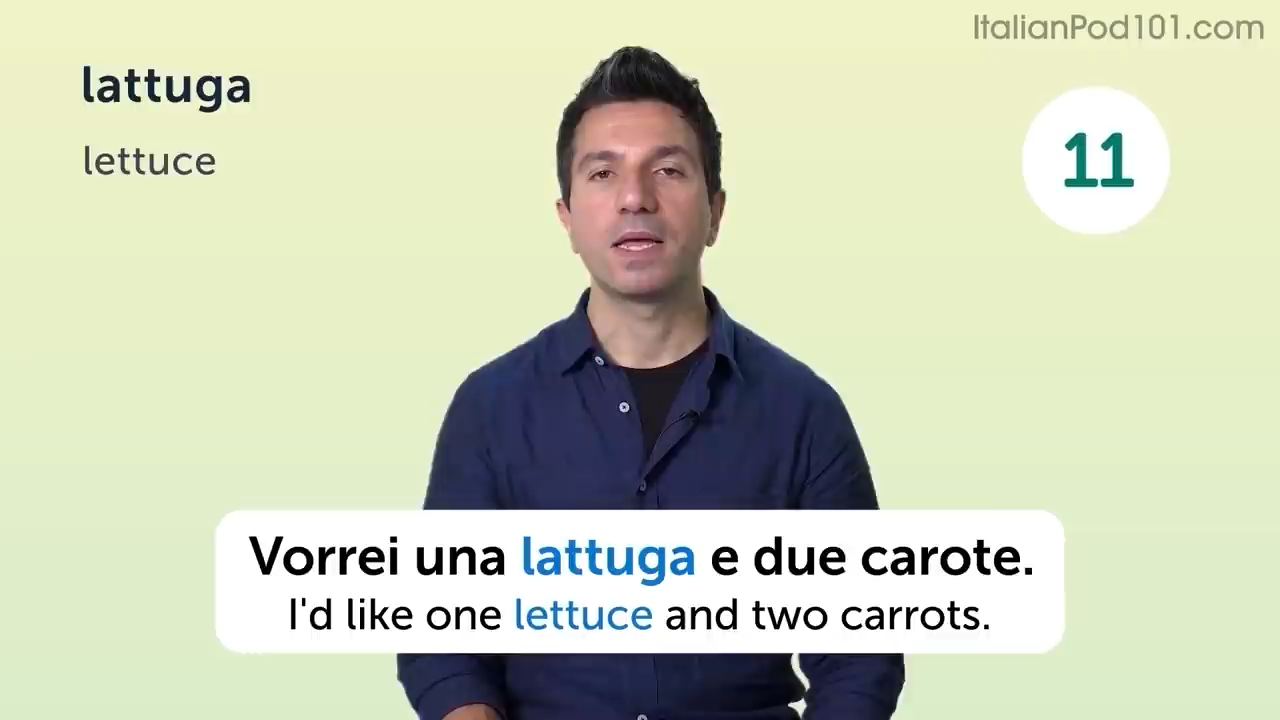 ItalianPod101.com
lattuga
lettuce
11
Vorrei una lattuga e due carote.
I'd like one lettuce and two carrots.